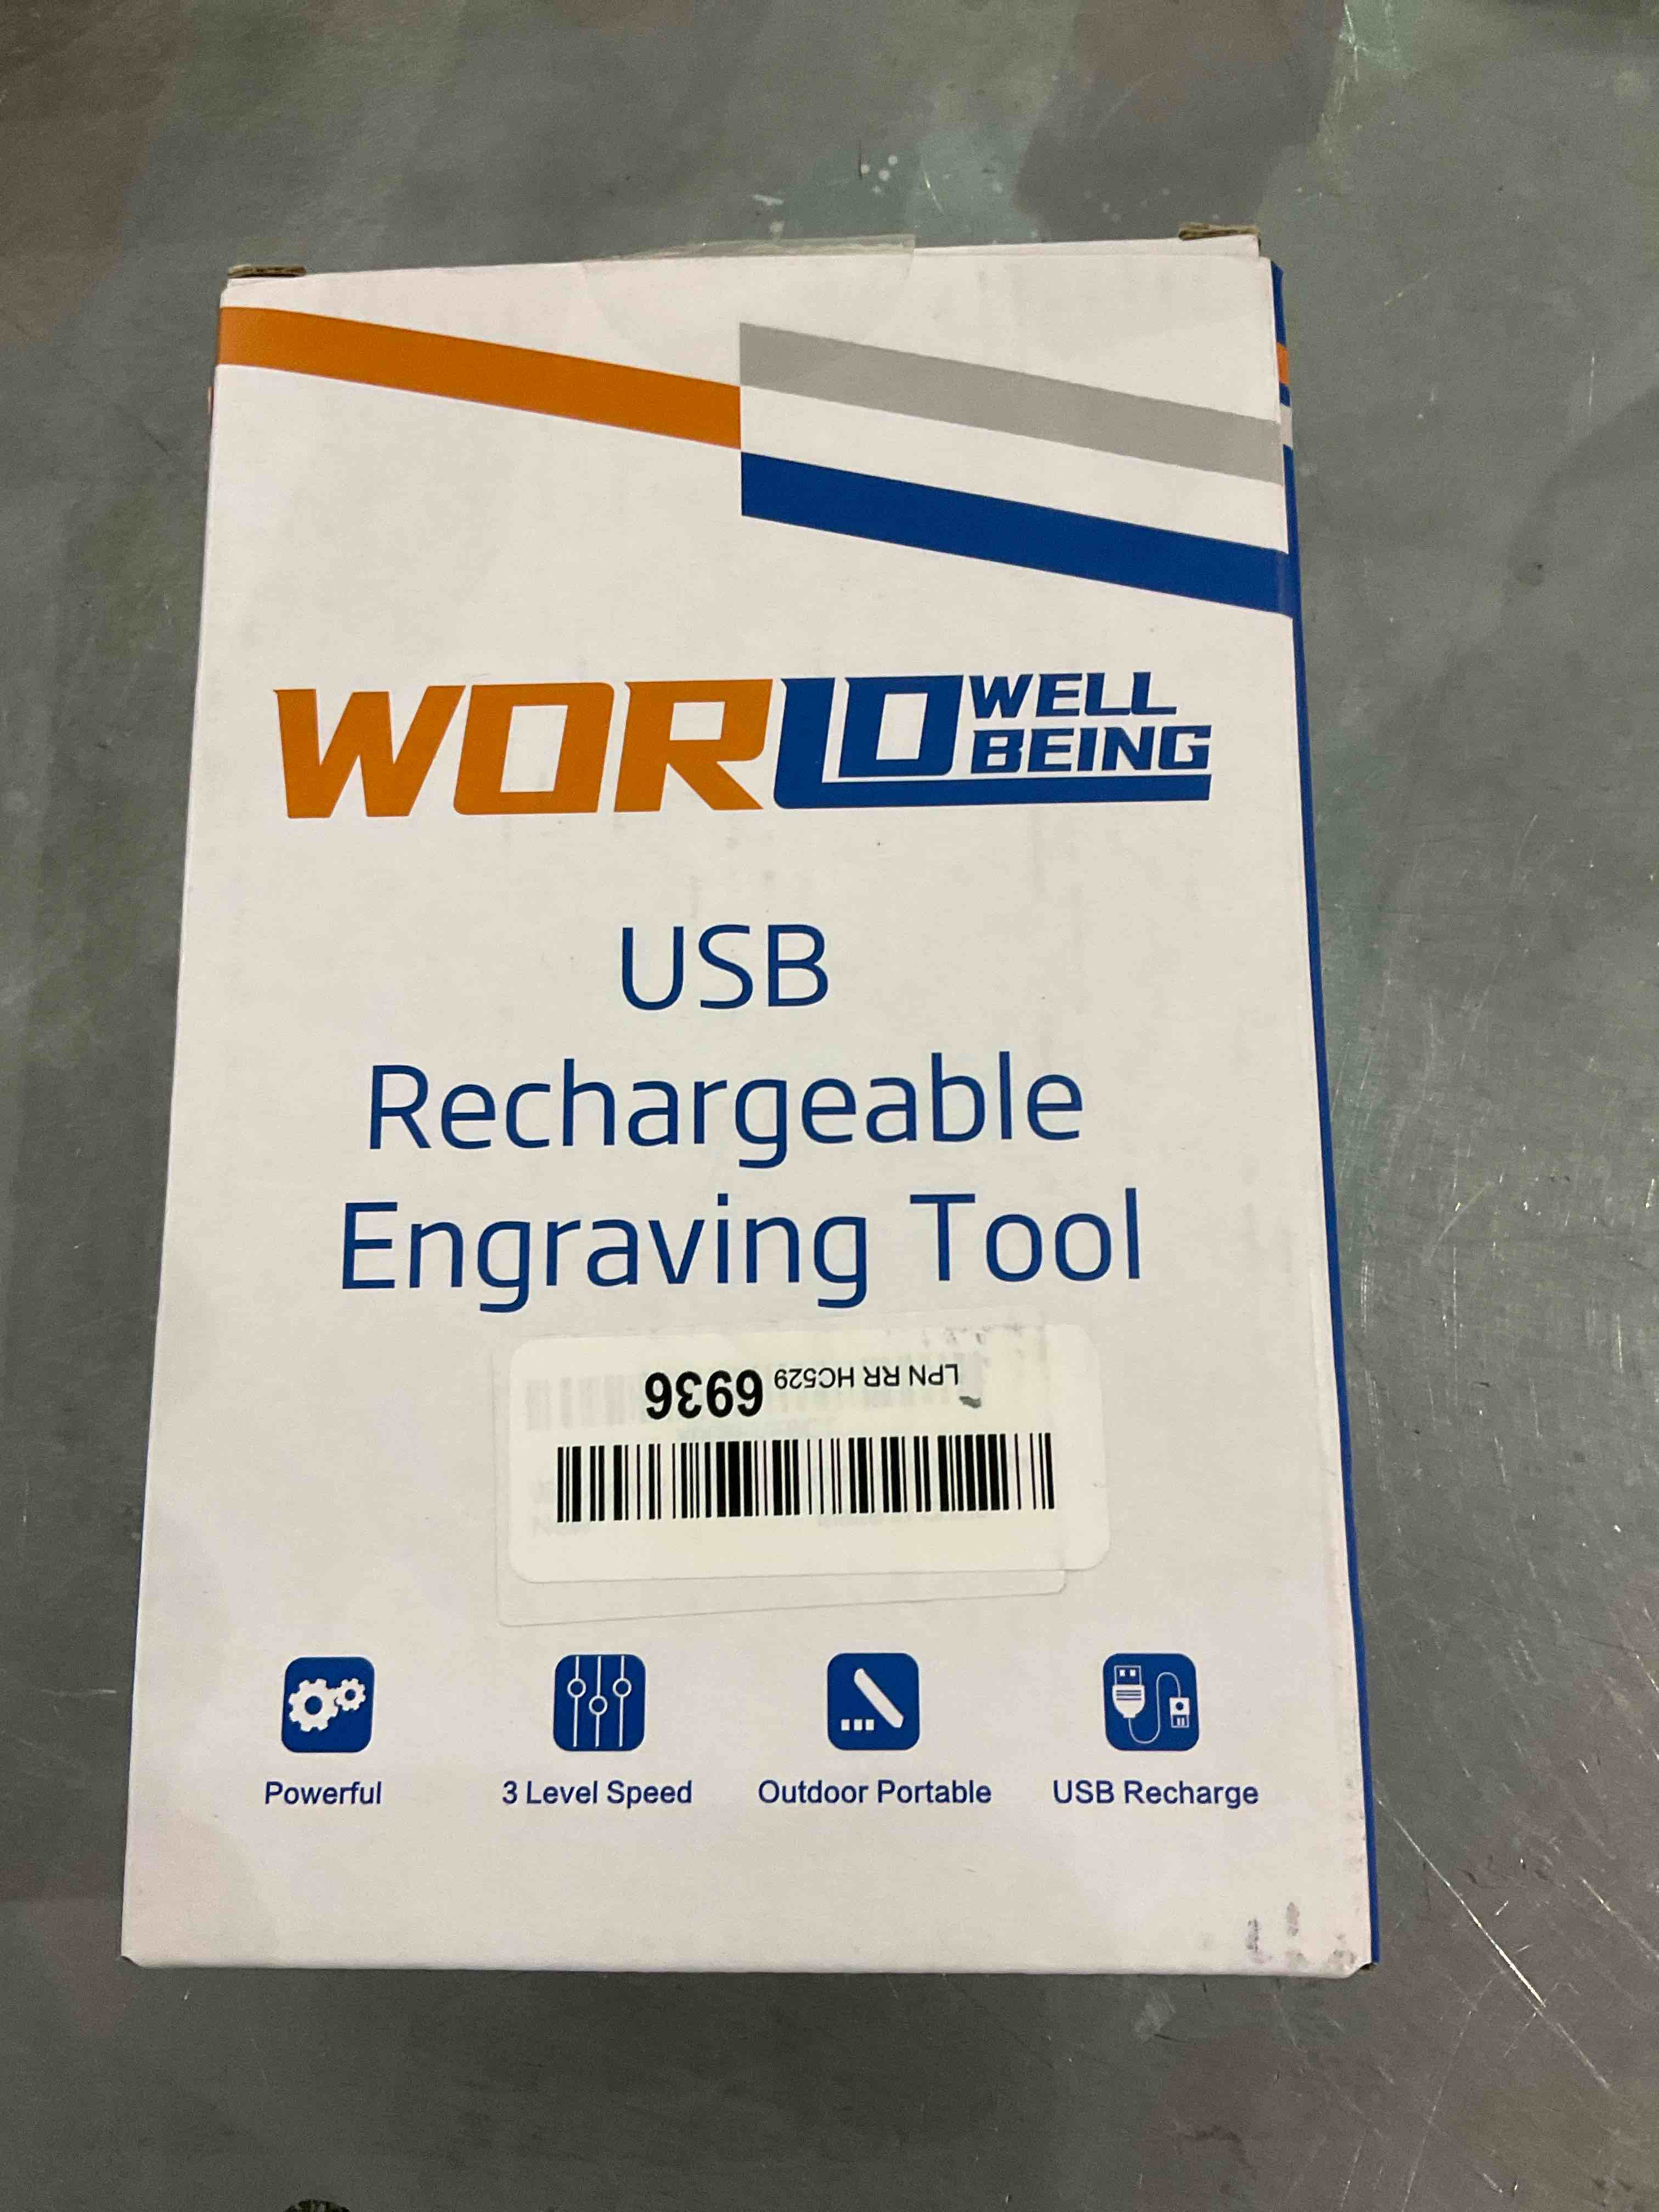 WORLD WELL
BEING
USB
Rechargeable
Engraving Tool
LPN RR HC529 6936
Powerful
3 Level Speed
Outdoor Portable
USB Recharge